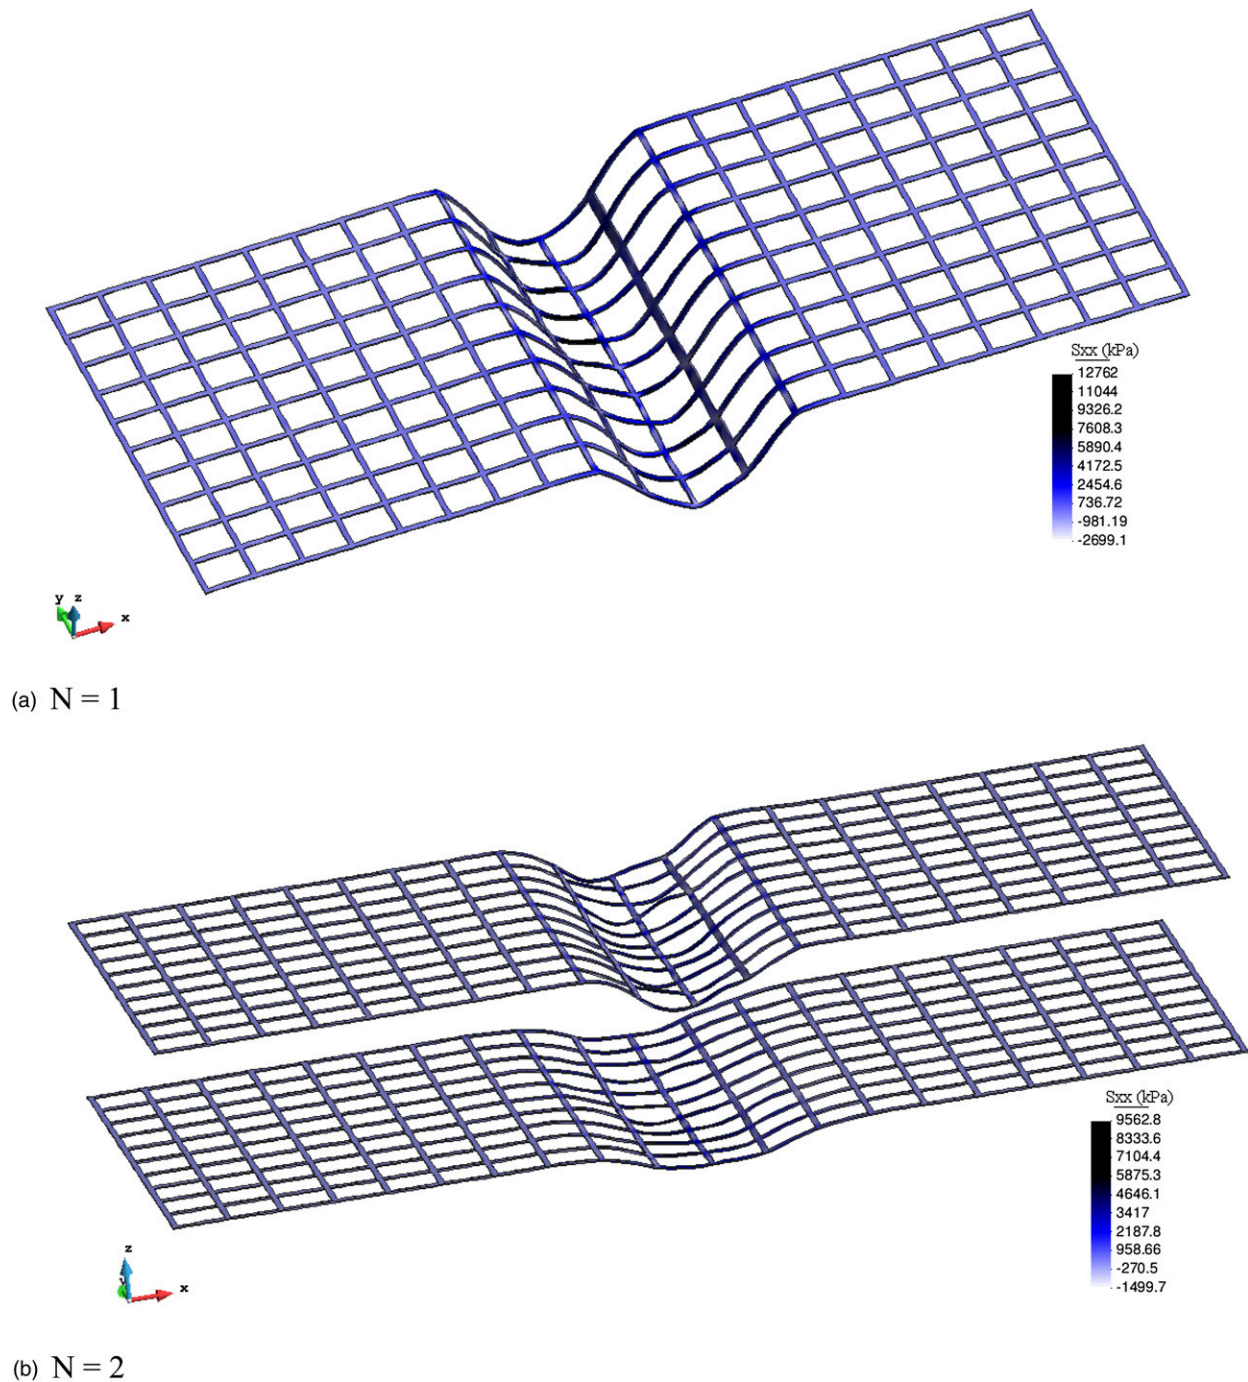 Sxx (kPa)
12762
11044
9326.2
7608.3
5890.4
4172.5
2454.6
736.72
-981.19
-2699.1
y z
x
(a) N = 1
Sxx (kPa)
9562.8
8333.6
7104.4
5875.3
4646.1
3417
2187.8
958.66
-270.5
-1499.7
z
y
x
(b) N = 2